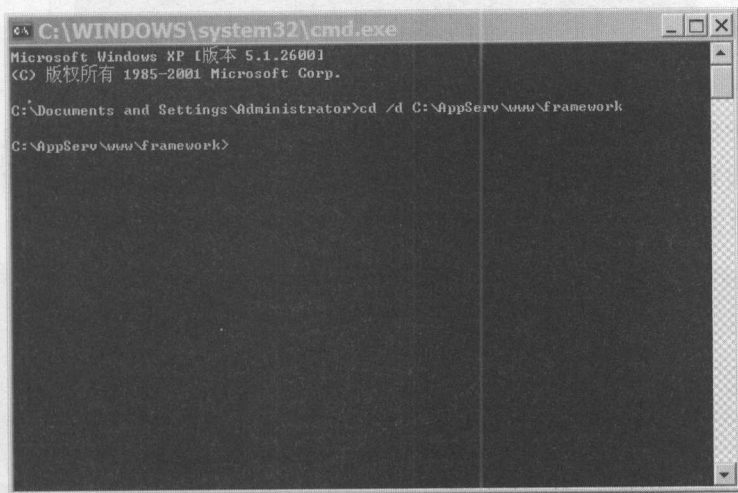 C:\WINDOWS\system32\cmd.exe
Microsoft Windows XP [版本 5.1.2600]
(C) 版权所有 1985-2001 Microsoft Corp.
C:\Documents and Settings\Administrator>cd /d C:\AppServ\www\framework
C:\AppServ\www\framework>